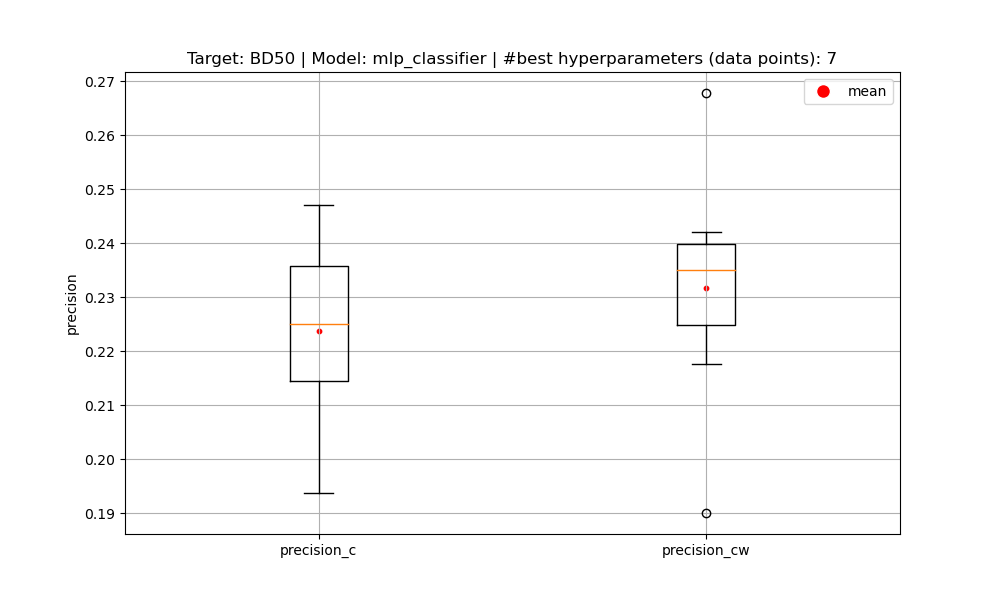 Target: BD50 | Model: mlp_classifier | #best hyperparameters (data points): 7
mean
precision
0.27
0.26
0.25
0.24
0.23
0.22
0.21
0.20
0.19
precision_c
precision_cw